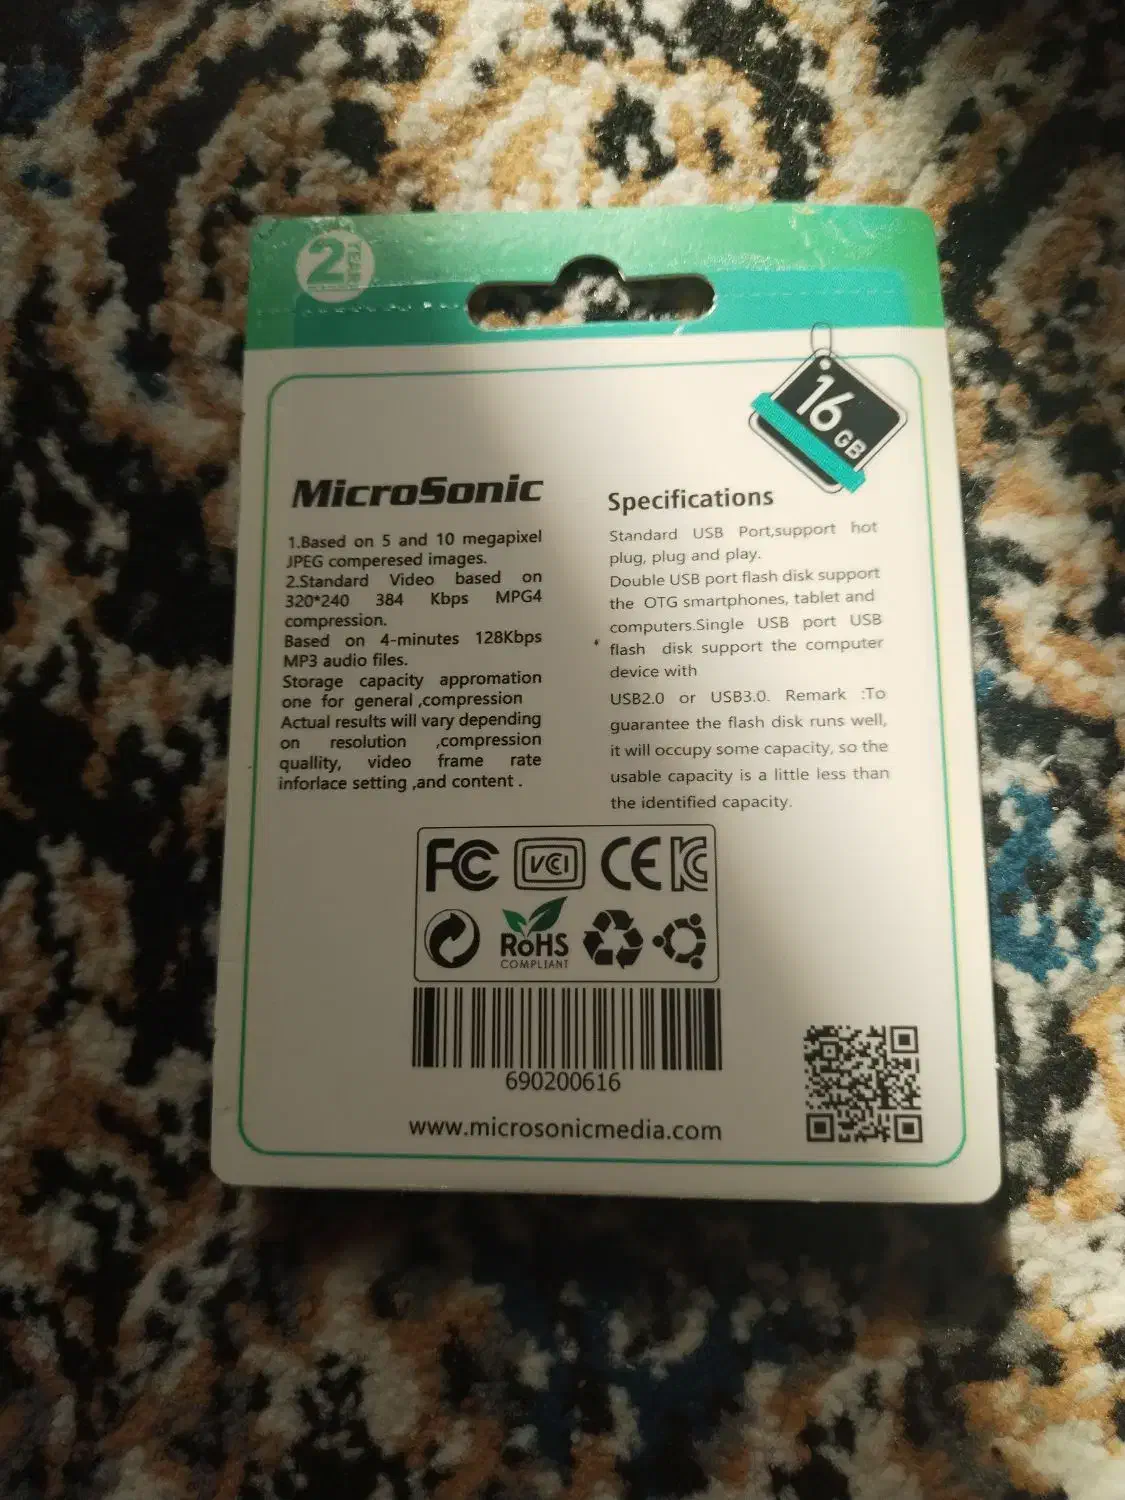 2
16 GB
MicroSonic
1.Based on 5 and 10 megapixel
JPEG comperesed images.
2.Standard Video based on
320*240 384 Kbps MPG4
compression.
Based on 4-minutes 128Kbps
MP3 audio files.
Storage capacity appromation
one for general ,compression
Actual results will vary depending
on resolution ,compression
quallity, video frame rate
inforlace setting ,and content .
Specifications
Standard USB Port,support hot
plug, plug and play.
Double USB port flash disk support
the OTG smartphones, tablet and
computers.Single USB port USB
* flash disk support the computer
device with
USB2.0 or USB3.0. Remark :To
guarantee the flash disk runs well,
it will occupy some capacity, so the
usable capacity is a little less than
the identified capacity.
FC VCCI CE KC
RoHS
COMPLIANT
690200616
www.microsonicmedia.com